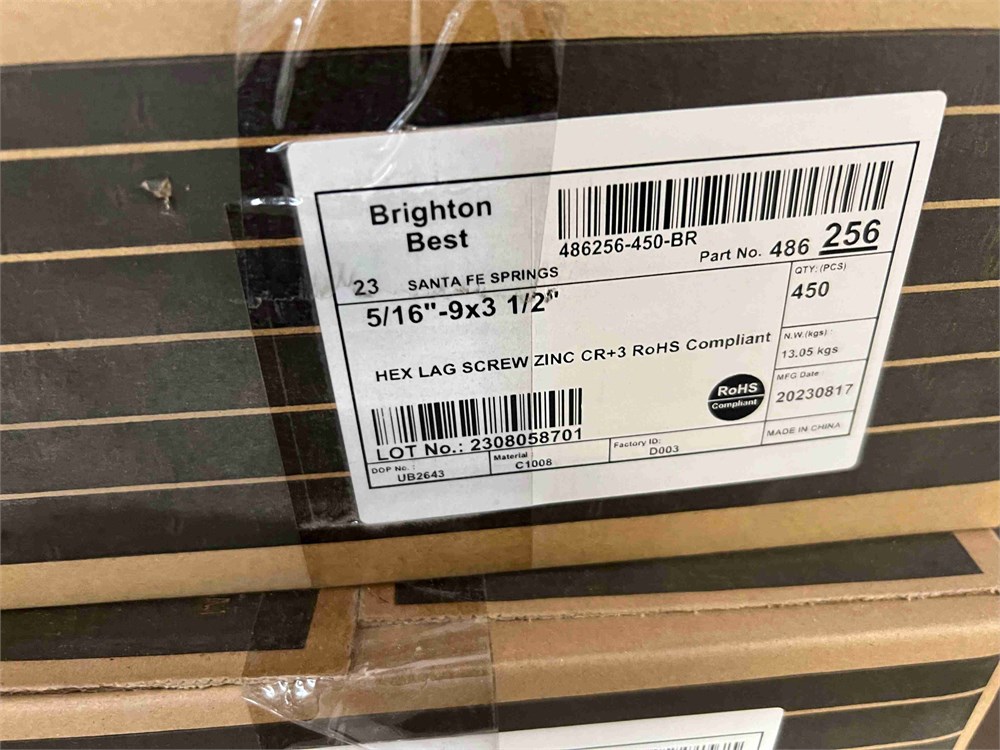 Brighton
Best
486256-450-BR
Part No. 486 256
23 SANTA FE SPRINGS
QTY: (PCS)
450
5/16"-9x3 1/2"
N.W.(kgs) :
13.05 kgs
HEX LAG SCREW ZINC CR+3 RoHS Compliant
RoHS
Compliant
MFG Date :
20230817
LOT No.: 2308058701
MADE IN CHINA
DOP No. :
UB2643
Material :
C1008
Factory ID:
D003